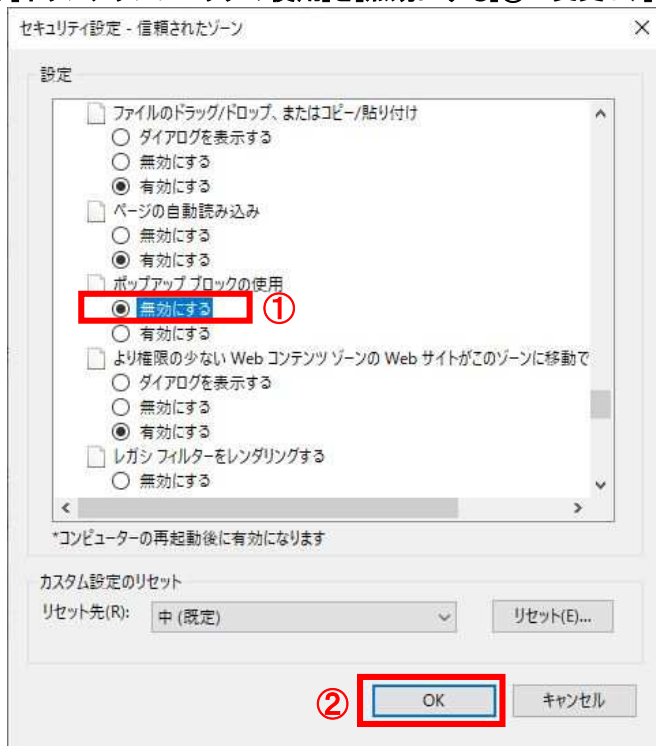 セキュリティ設定 - 信頼されたゾーン
設定
ファイルのドラッグ/ドロップ、またはコピー/貼り付け
ダイアログを表示する
無効にする
有効にする
ページの自動読み込み
無効にする
有効にする
ポップアップ ブロックの使用
無効にする ①
有効にする
より権限の少ない Web コンテンツ ゾーンの Web サイトがこのゾーンに移動で
ダイアログを表示する
無効にする
有効にする
レガシ フィルターをレンダリングする
無効にする
*コンピューターの再起動後に有効になります
カスタム設定のリセット
リセット先(R): 中 (既定) リセット(E)...
② OK キャンセル